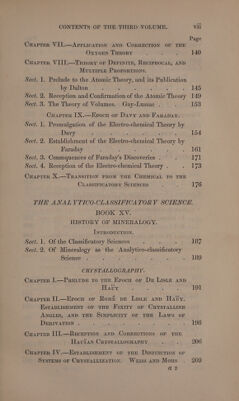 CONTENTS OF THE THIRD VOLUME. vii
Page
CHAPTER VII.—APPLICATION AND CORRECTION OF THE
OXYGEN THEORY . . . . 140
CHAPTER VIII.—THEORY OF DEFINITE, RECIPROCAL, AND
MULTIPLE PROPORTIONS.
Sect. 1. Prelude to the Atomic Theory, and its Publication
by Dalton . . . . . 145
Sect. 2. Reception and Confirmation of the Atomic Theory 149
Sect. 3. The Theory of Volumes. Gay-Lussac . . 153
CHAPTER IX.—EPOCH OF DAVY AND FARADAY.
Sect. 1. Promulgation of the Electro-chemical Theory by
Davy . . . . . 154
Sect. 2. Establishment of the Electro-chemical Theory by
Faraday . . . . . 161
Sect. 3. Consequences of Faraday's Discoveries . . . 171
Sect. 4. Reception of the Electro-chemical Theory . . 173
CHAPTER X.—TRANSITION FROM THE CHEMICAL TO THE
CLASSIFICATORY SCIENCES . . 176
THE ANALYTICO-CLASSIFICATORY SCIENCE.
BOOK XV.
HISTORY OF MINERALOGY.
INTRODUCTION.
Sect. 1. Of the Classificatory Sciences . . . . 187
Sect. 2. Of Mineralogy as the Analytico-classificatory
Science . . . . . . 189
CRYSTALLOGRAPHY.
CHAPTER I.—PRELUDE TO THE EPOCH OF DE LISLE AND
HAÜY . . . . . 191
CHAPTER II.—EPOCH OF ROMÉ DE LISLE AND HAÜY.
ESTABLISHMENT OF THE FIXITY OF CRYSTALLINE
ANGLES, AND THE SIMPLICITY OF THE LAWS OF
DERIVATION . . . . . . 196
CHAPTER III.—RECEPTION AND CORRECTIONS OF THE
HAUÏAN CRYSTALLOGRAPHY . . . . 206
CHAPTER IV.—ESTABLISHMENT OF THE DISTINCTION OF
SYSTEMS OF CRYSTALLIZATION. WEISS AND MOHS . 209
G 2